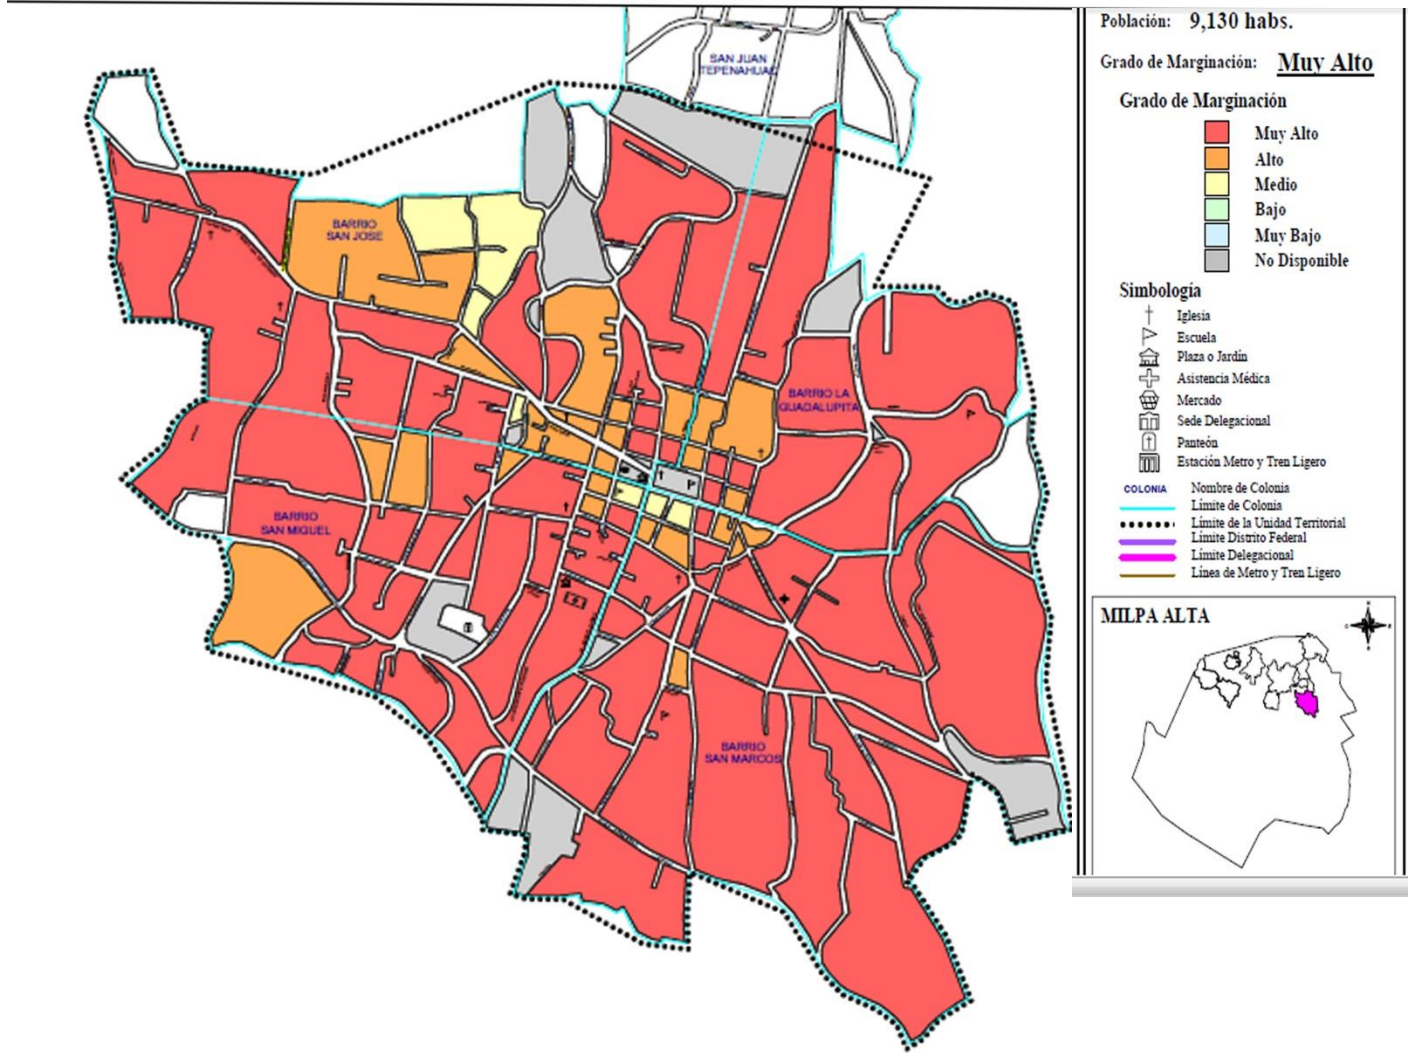 SAN JUAN
TEPENAHUAC
BARRIO
SAN JOSE
BARRIO LA
GUADALUPITA
BARRIO
SAN MIGUEL
BARRIO
SAN MARCOS
Población: 9,130 habs.
Grado de Marginación: Muy Alto
Grado de Marginación
Muy Alto
Alto
Medio
Bajo
Muy Bajo
No Disponible
Simbología
Iglesia
Escuela
Plaza o Jardín
Asistencia Médica
Mercado
Sede Delegacional
Panteón
Estación Metro y Tren Ligero
COLONIA Nombre de Colonia
Límite de Colonia
Límite de la Unidad Territorial
Límite Distrito Federal
Límite Delegacional
Línea de Metro y Tren Ligero
MILPA ALTA